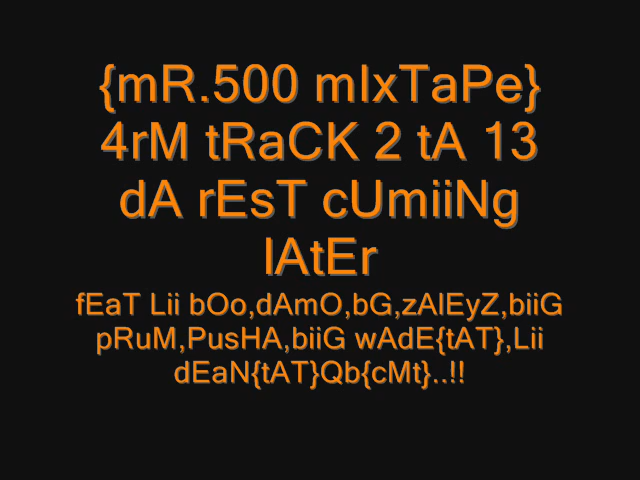 {mR.500 mIxTaPe}
4rM tRaCK 2 tA 13
dA rEsT cUmiiNg
lAtEr
fEaT Lii bOo,dAmO,bG,zAlEyZ,biiG
pRuM,PusHA,biiG wAdE{tAT},Lii
dEaN{tAT}Qb{cMt}..!!